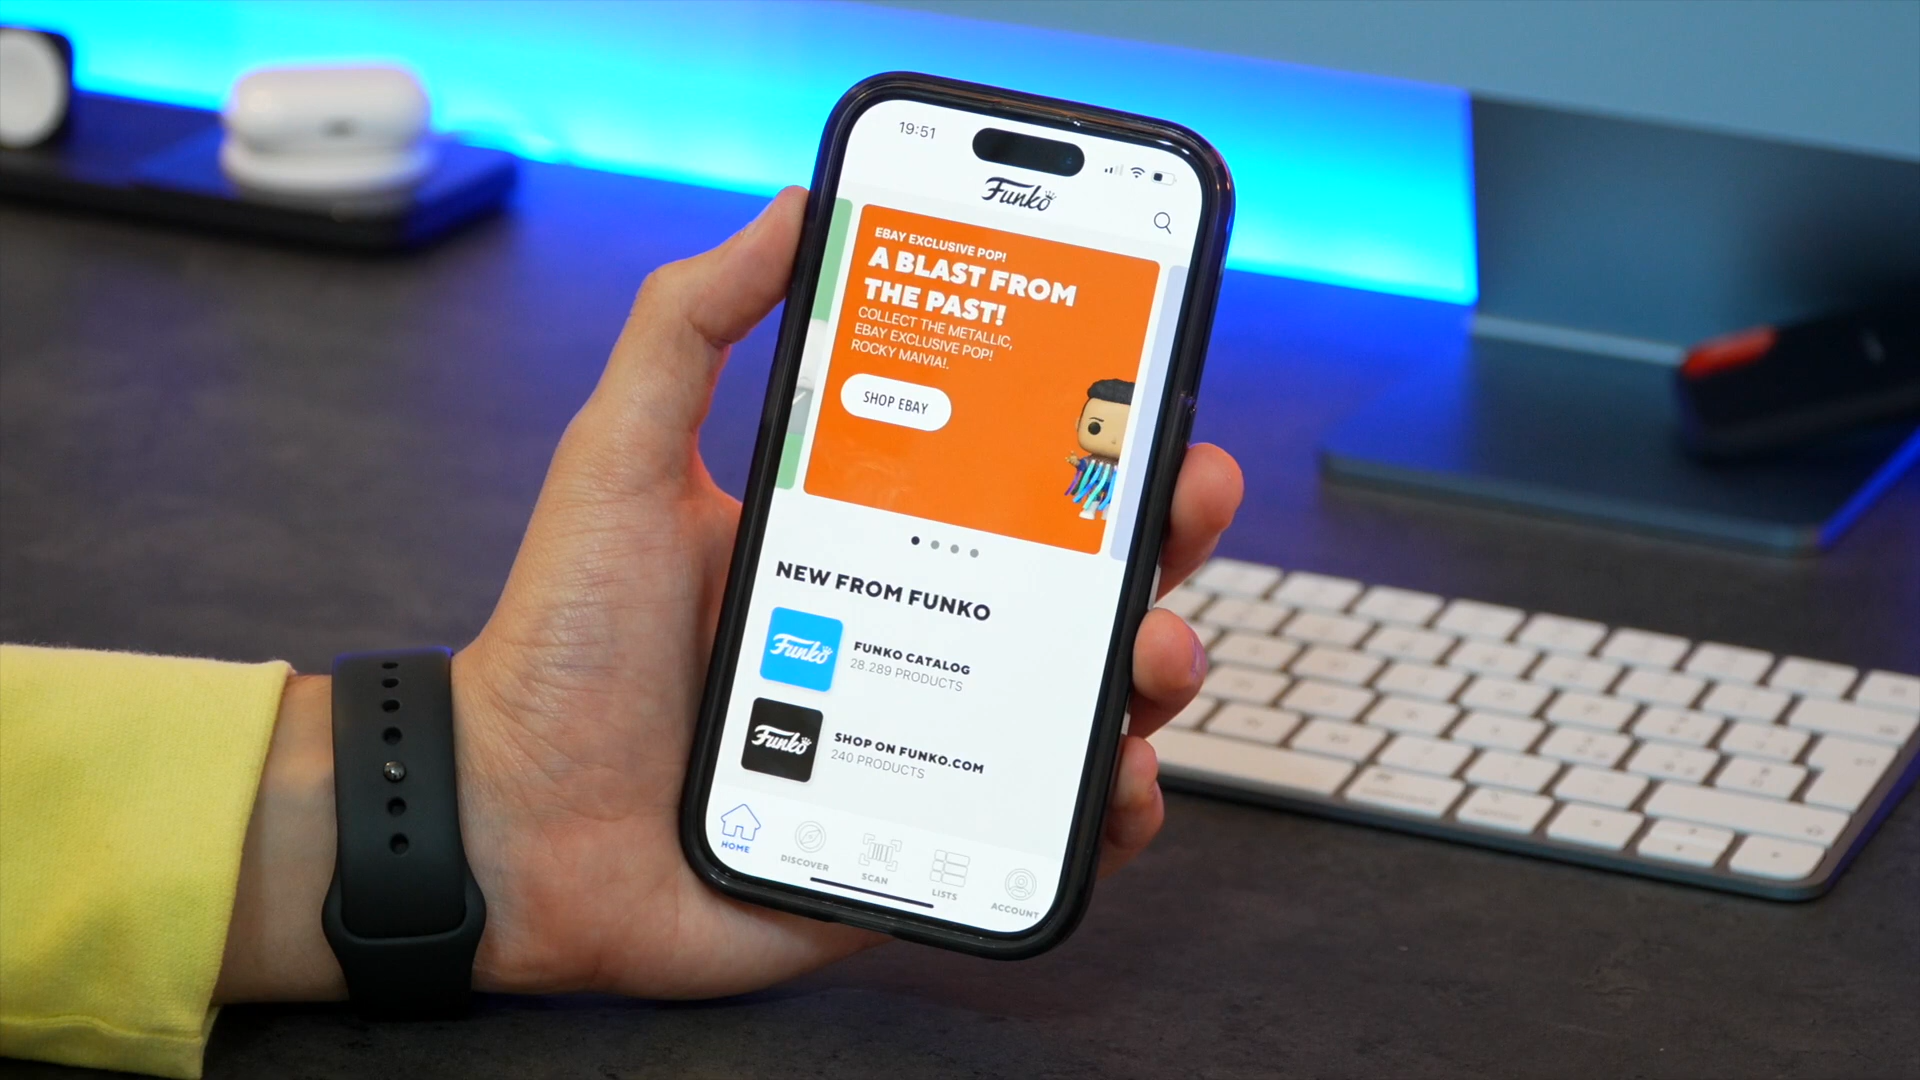 19:51
Funko
EBAY EXCLUSIVE POP!
A BLAST FROM
THE PAST!
COLLECT THE METALLIC,
EBAY EXCLUSIVE POP!
ROCKY MAIVIA!.
SHOP EBAY
NEW FROM FUNKO
Funko
FUNKO CATALOG
28.289 PRODUCTS
Funko
SHOP ON FUNKO.COM
240 PRODUCTS
HOME
DISCOVER
SCAN
LISTS
ACCOUNT